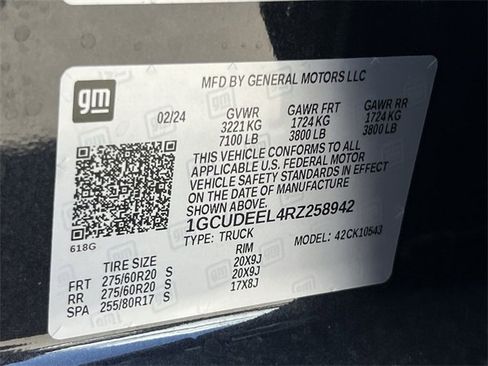 gm
MFD BY GENERAL MOTORS LLC
02/24 GVWR GAWR FRT GAWR RR
3221 KG 1724 KG 1724 KG
7100 LB 3800 LB 3800 LB
THIS VEHICLE CONFORMS TO ALL
APPLICABLE U.S. FEDERAL MOTOR
VEHICLE SAFETY STANDARDS IN EFFECT
ON THE DATE OF MANUFACTURE SHOWN ABOVE
1GCUDEEL4RZ258942
TYPE: TRUCK MODEL: 42CK10543
618G
TIRE SIZE RIM
FRT 275/60R20 S 20X9J
RR 275/60R20 S 20X9J
SPA 255/80R17 S 17X8J